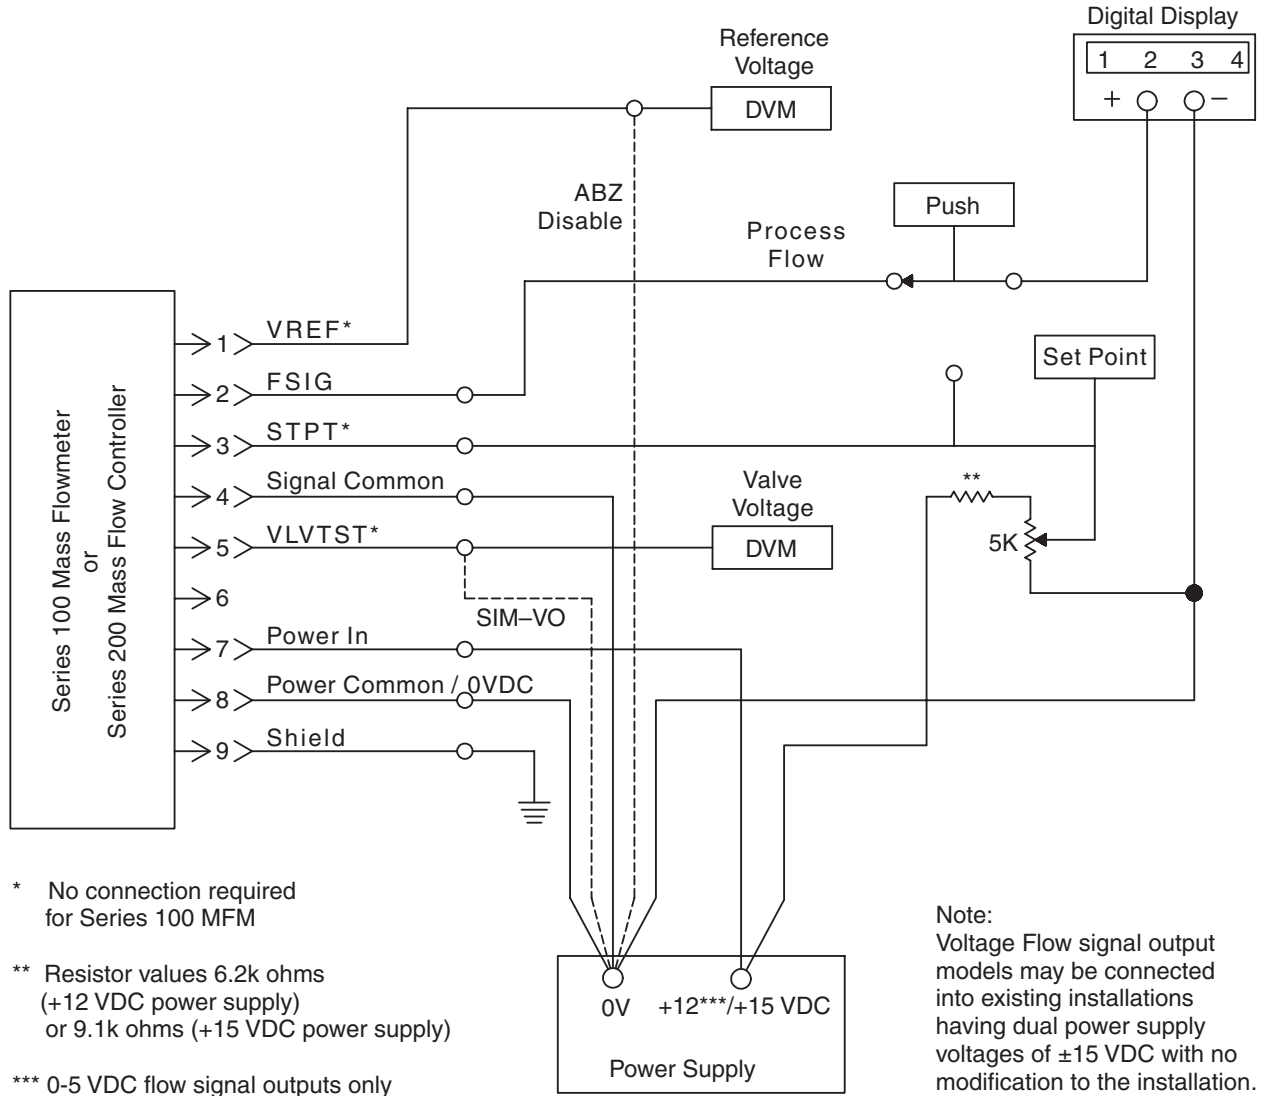 Digital Display
1 2 3 4
+ −
Reference
Voltage
DVM
ABZ
Disable
Push
Process
Flow
Set Point
Series 100 Mass Flowmeter
or
Series 200 Mass Flow Controller
1 VREF*
2 FSIG
3 STPT*
4 Signal Common
5 VLVTST*
6
7 Power In
8 Power Common / 0VDC
9 Shield
SIM–VO
Valve
Voltage
DVM
**
5K
* No connection required
for Series 100 MFM
** Resistor values 6.2k ohms
(+12 VDC power supply)
or 9.1k ohms (+15 VDC power supply)
*** 0-5 VDC flow signal outputs only
0V +12***/+15 VDC
Power Supply
Note:
Voltage Flow signal output
models may be connected
into existing installations
having dual power supply
voltages of ±15 VDC with no
modification to the installation.